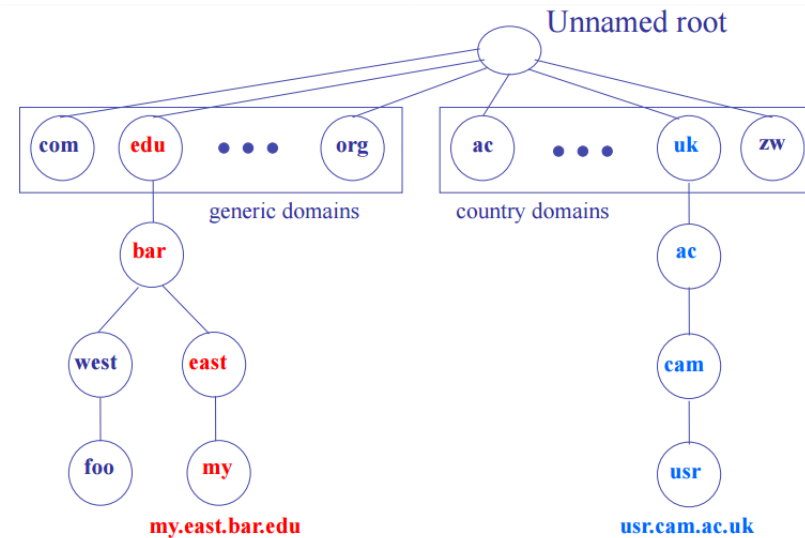 Unnamed root
com edu ••• org ac ••• uk zw
generic domains country domains
bar ac
west east cam
foo my usr
my.east.bar.edu usr.cam.ac.uk